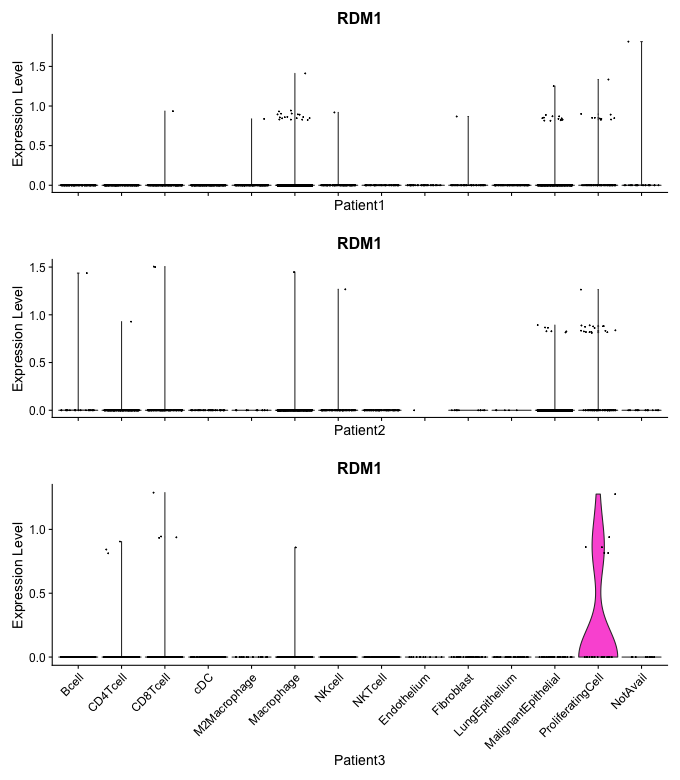 RDM1
Expression Level
1.5
1.0
0.5
0.0
Patient1
RDM1
Expression Level
1.5
1.0
0.5
0.0
Patient2
RDM1
Expression Level
1.0
0.5
0.0
Bcell
CD4Tcell
CD8Tcell
cDC
M2Macrophage
Macrophage
NKcell
NKTcell
Endothelium
Fibroblast
LungEpithelium
MalignantEpithelial
ProliferatingCell
NotAvail
Patient3